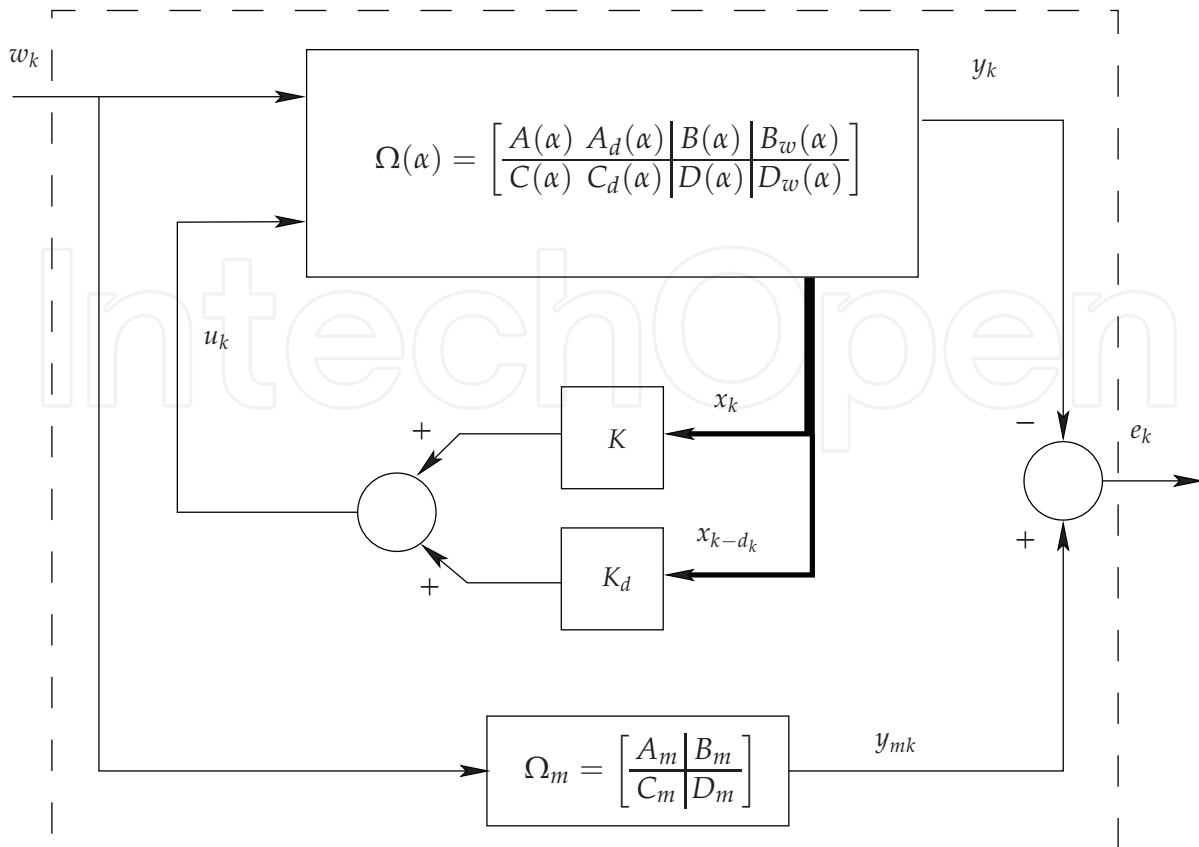 w_k
y_k
Ω(α) = [ A(α) A_d(α) | B(α) | B_w(α)
C(α) C_d(α) | D(α) | D_w(α) ]
IntechOpen
u_k
x_k
+
K
−
e_k
x_{k−d_k}
+
+
K_d
y_{mk}
Ω_m = [ A_m | B_m
C_m | D_m ]